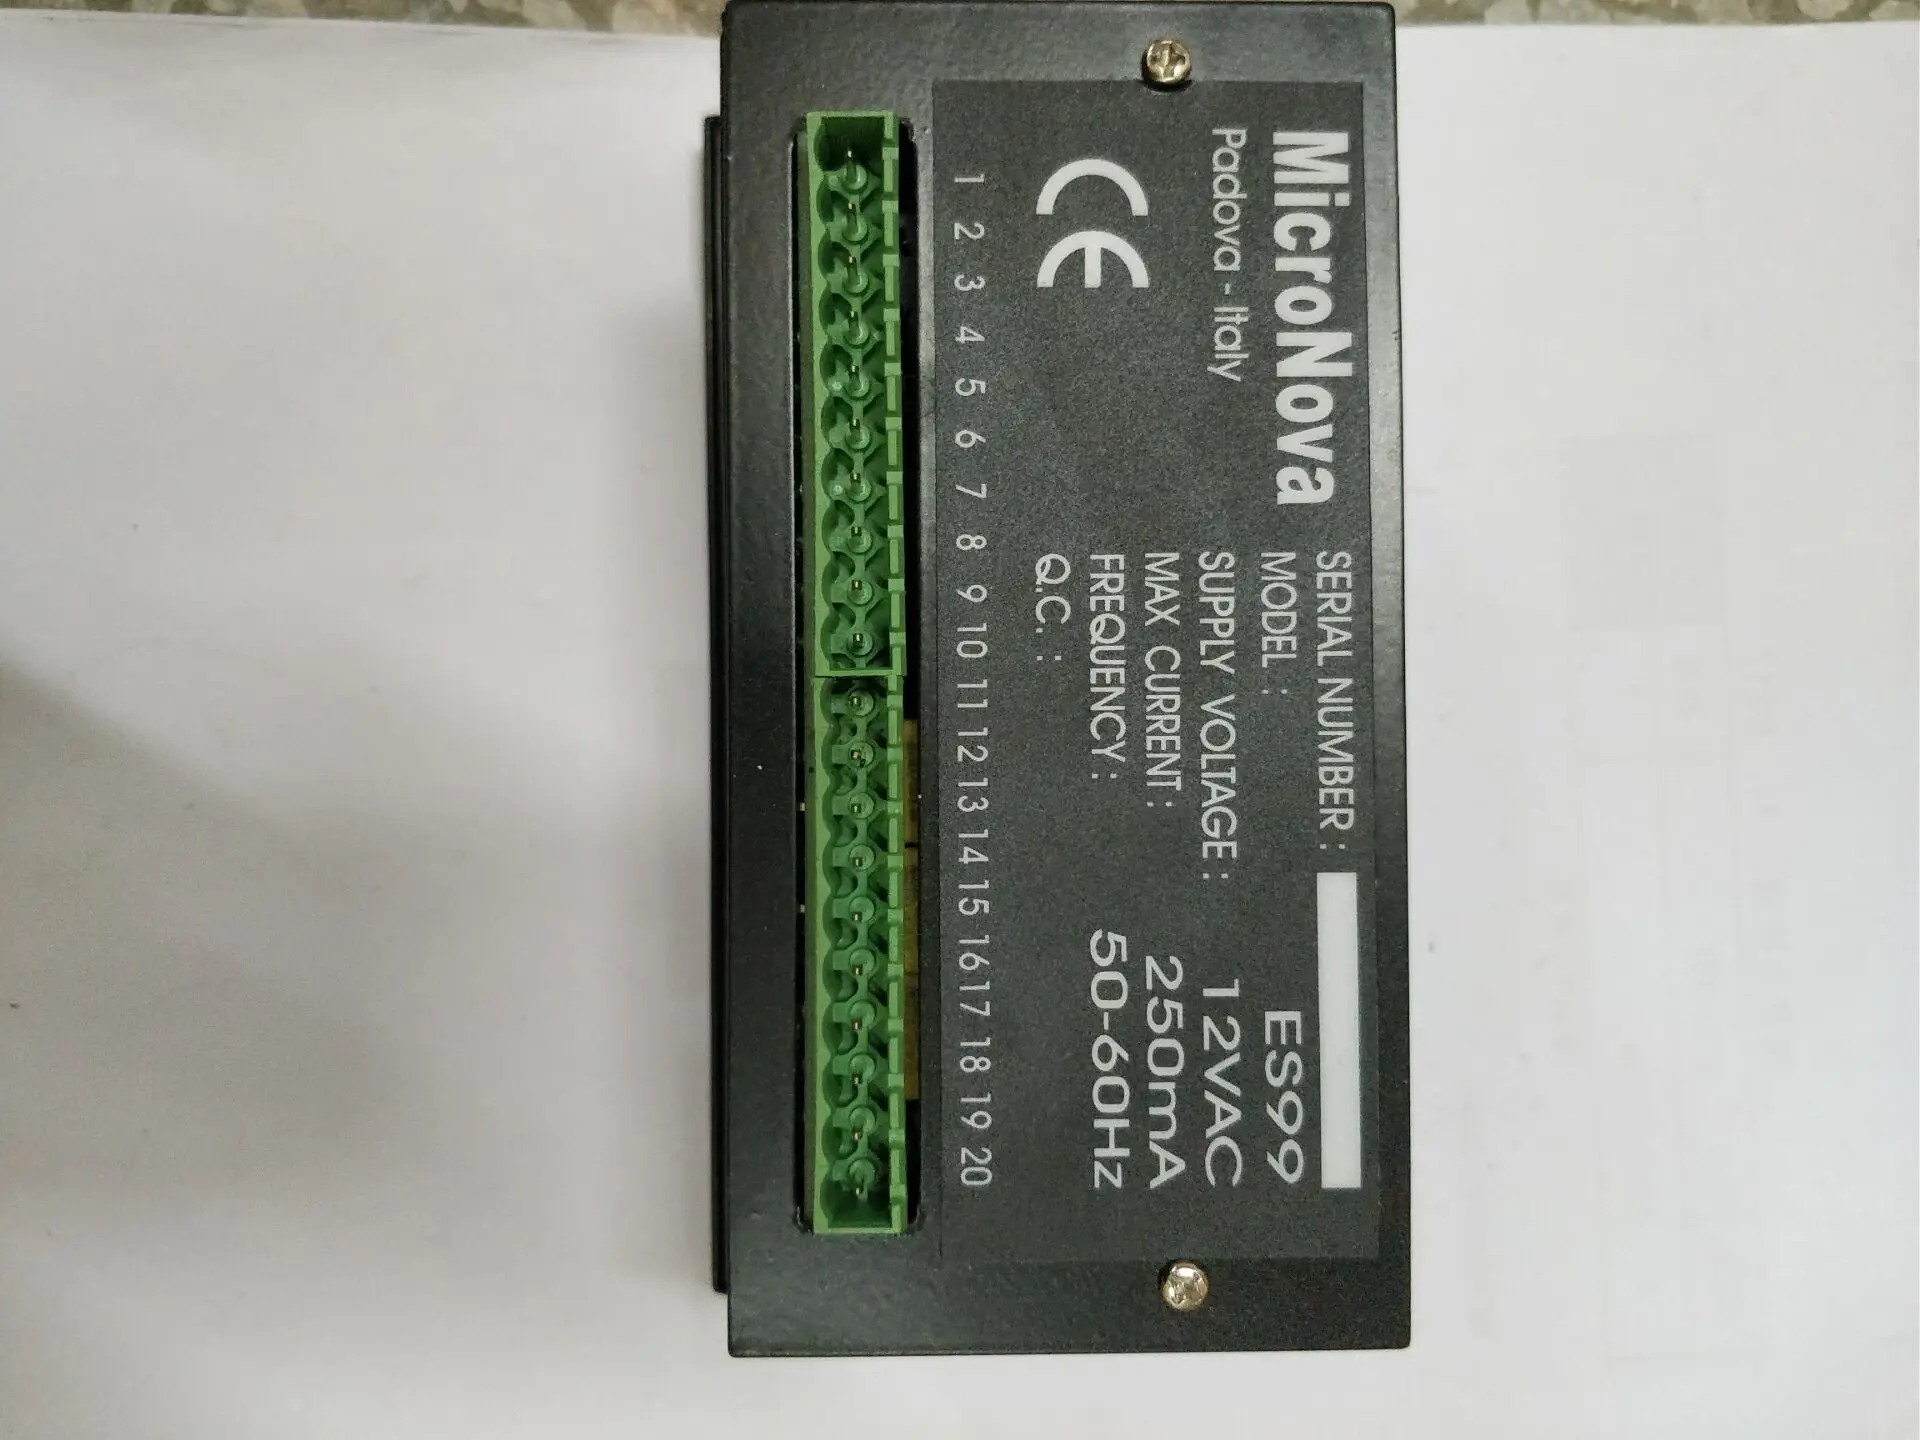 MicroNova
Padova - Italy
CE
SERIAL NUMBER :
MODEL : ES99
SUPPLY VOLTAGE : 12VAC
MAX CURRENT : 250mA
FREQUENCY : 50-60Hz
Q.C. :
1 2 3 4 5 6 7 8 9 10 11 12 13 14 15 16 17 18 19 20